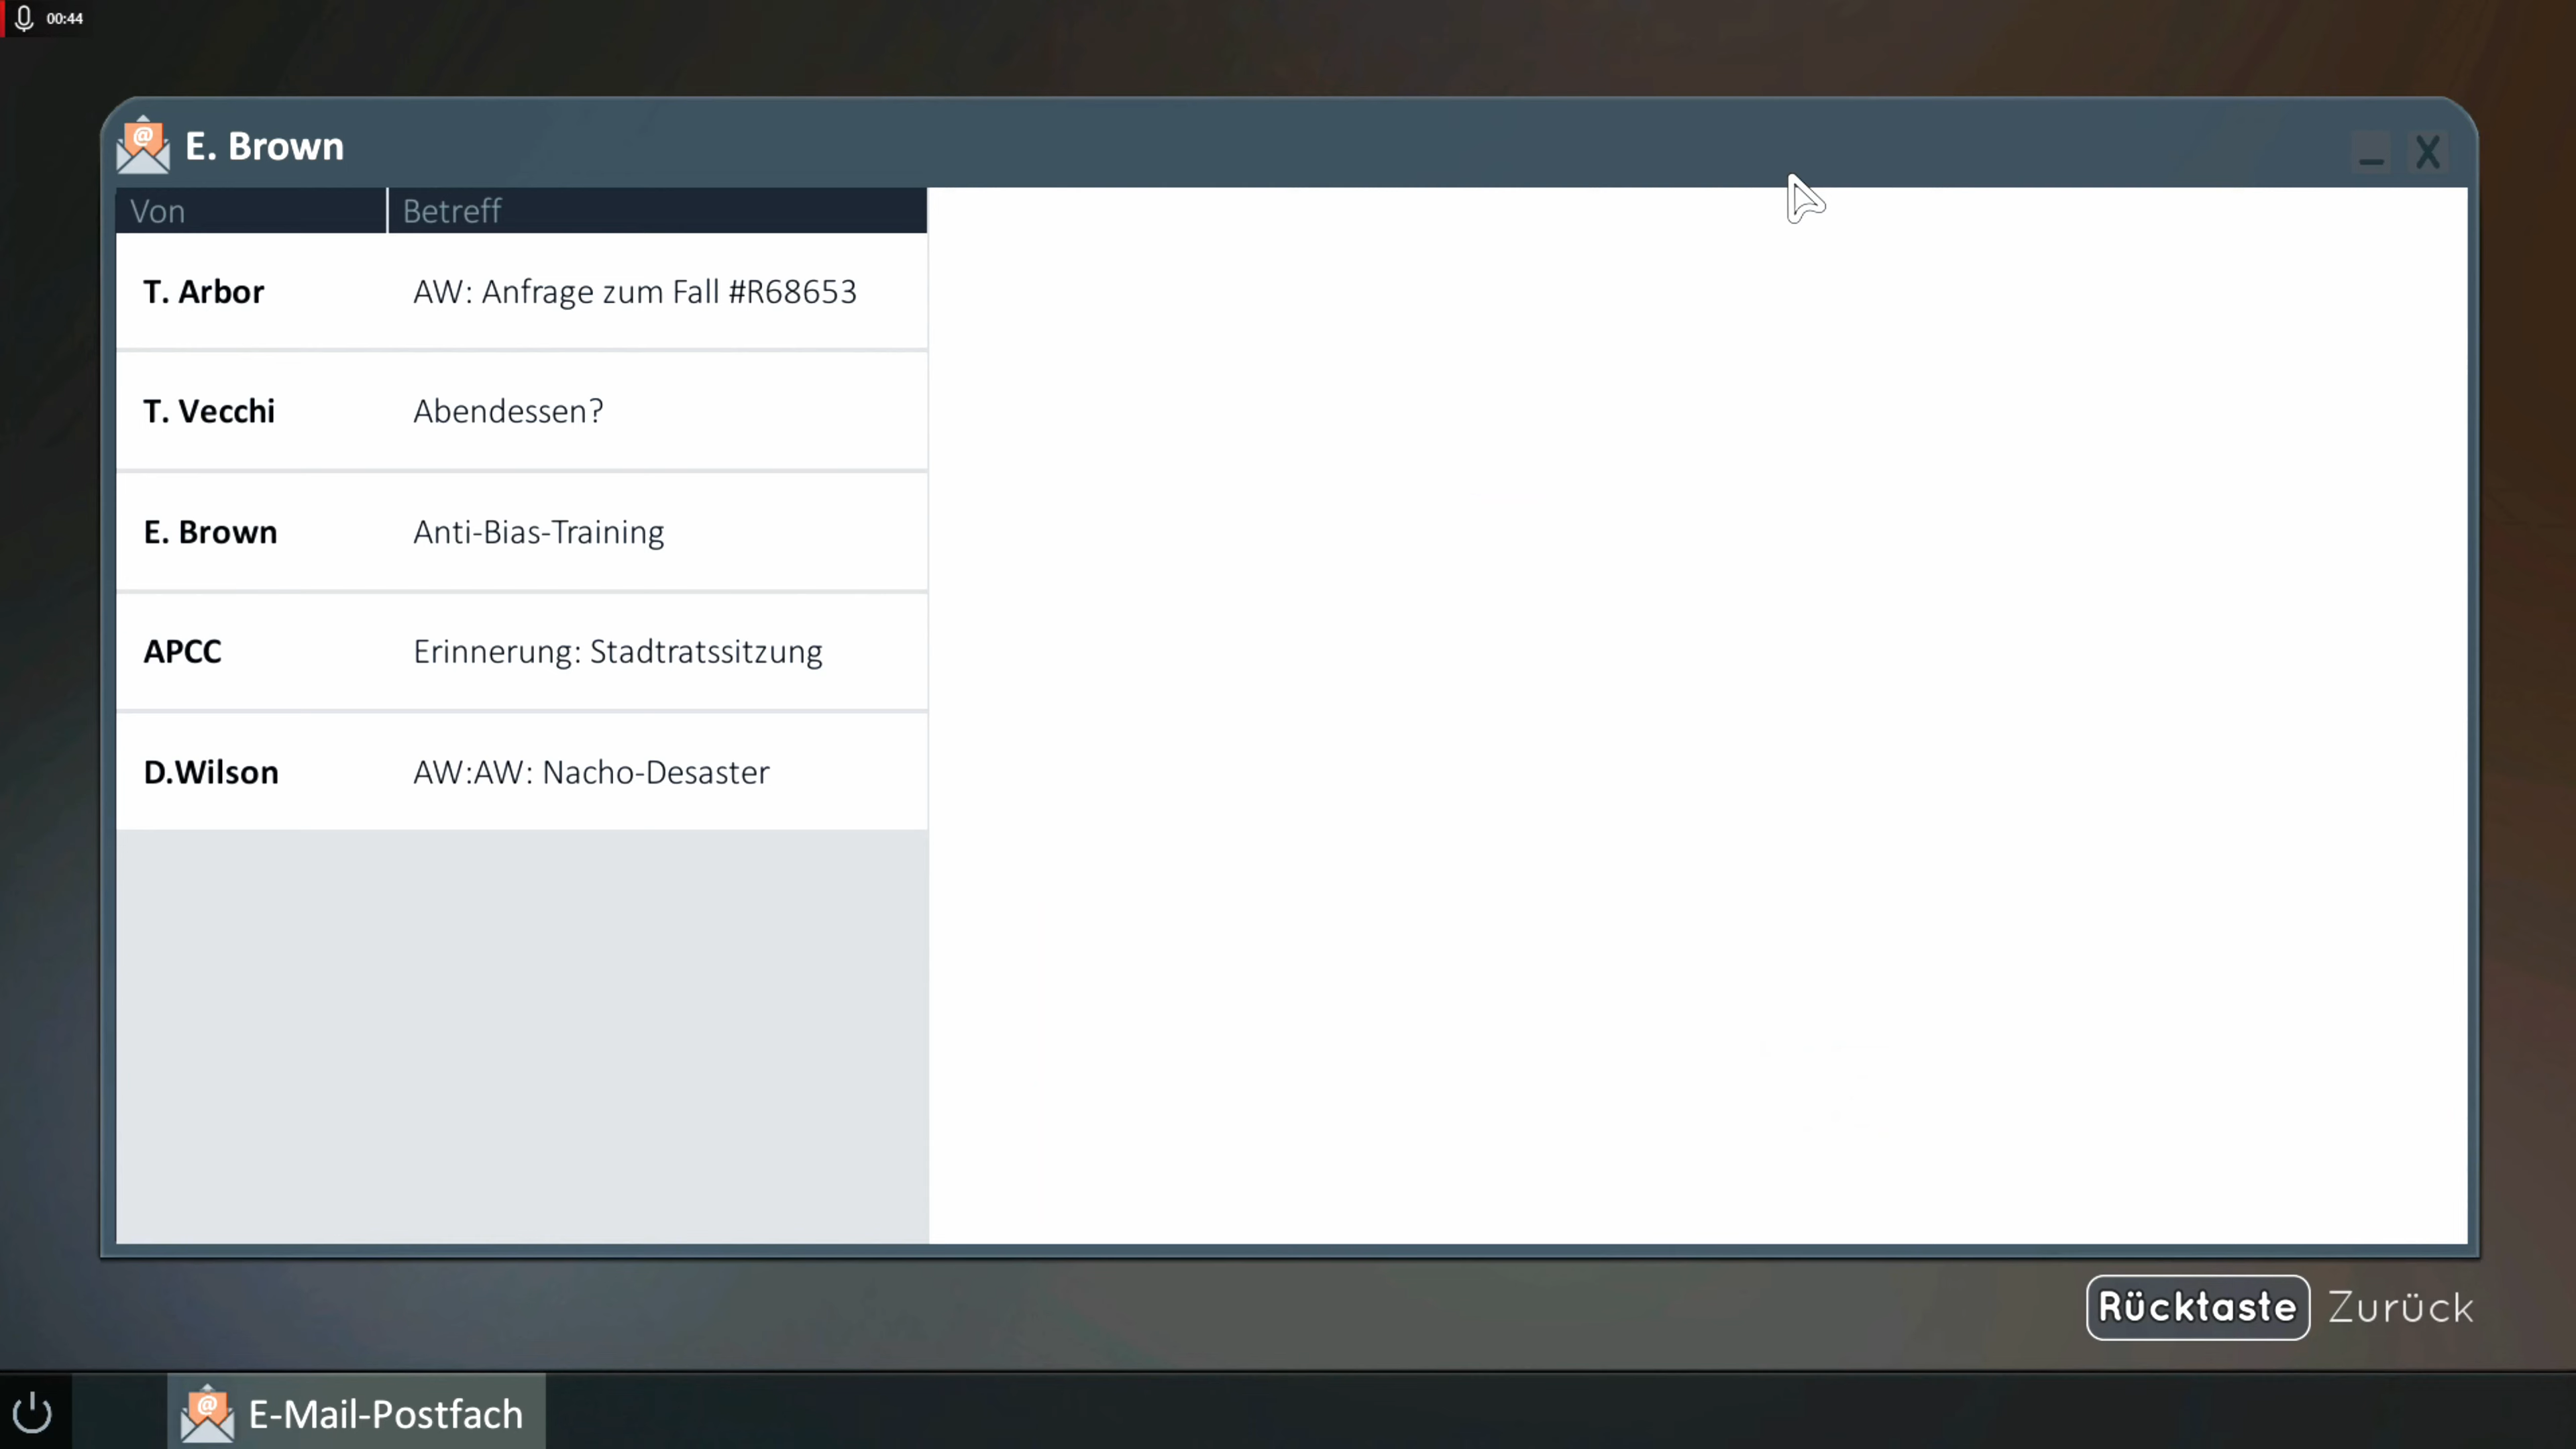 00:44
E. Brown
_ X
Von Betreff
T. Arbor AW: Anfrage zum Fall #R68653
T. Vecchi Abendessen?
E. Brown Anti-Bias-Training
APCC Erinnerung: Stadtratssitzung
D.Wilson AW:AW: Nacho-Desaster
Rücktaste Zurück
@ E-Mail-Postfach